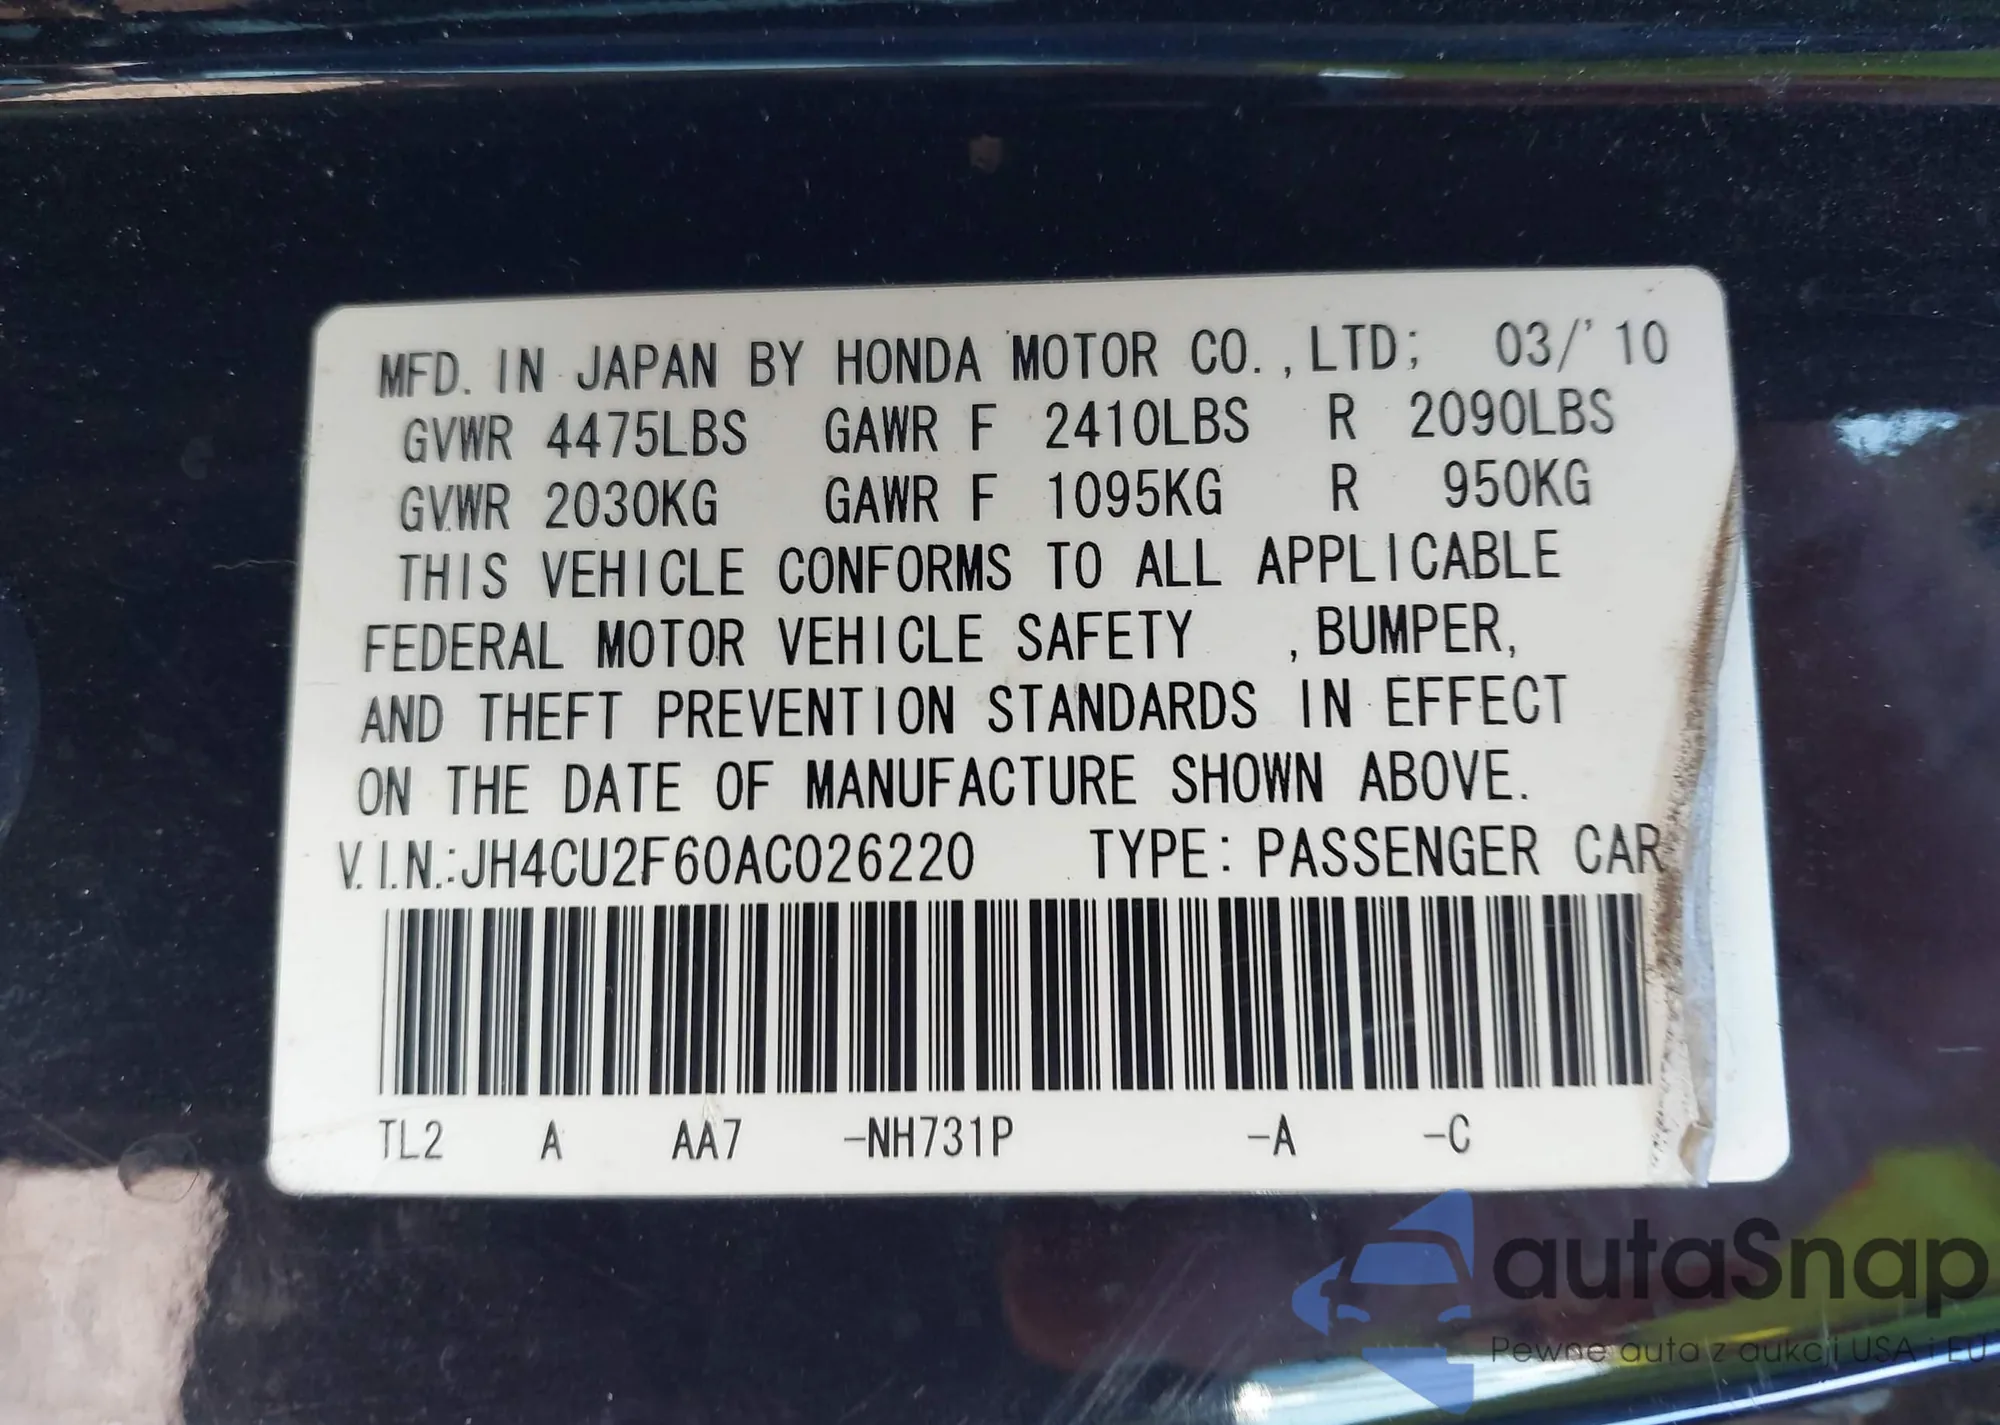 MFD. IN JAPAN BY HONDA MOTOR CO., LTD; 03/'10
GVWR 4475LBS GAWR F 2410LBS R 2090LBS
GVWR 2030KG GAWR F 1095KG R 950KG
THIS VEHICLE CONFORMS TO ALL APPLICABLE
FEDERAL MOTOR VEHICLE SAFETY , BUMPER,
AND THEFT PREVENTION STANDARDS IN EFFECT
ON THE DATE OF MANUFACTURE SHOWN ABOVE.
V.I.N.:JH4CU2F60AC026220 TYPE: PASSENGER CAR
TL2 A AA7 -NH731P -A -C
autaSnap
Pewne auta z aukcji USA i EU